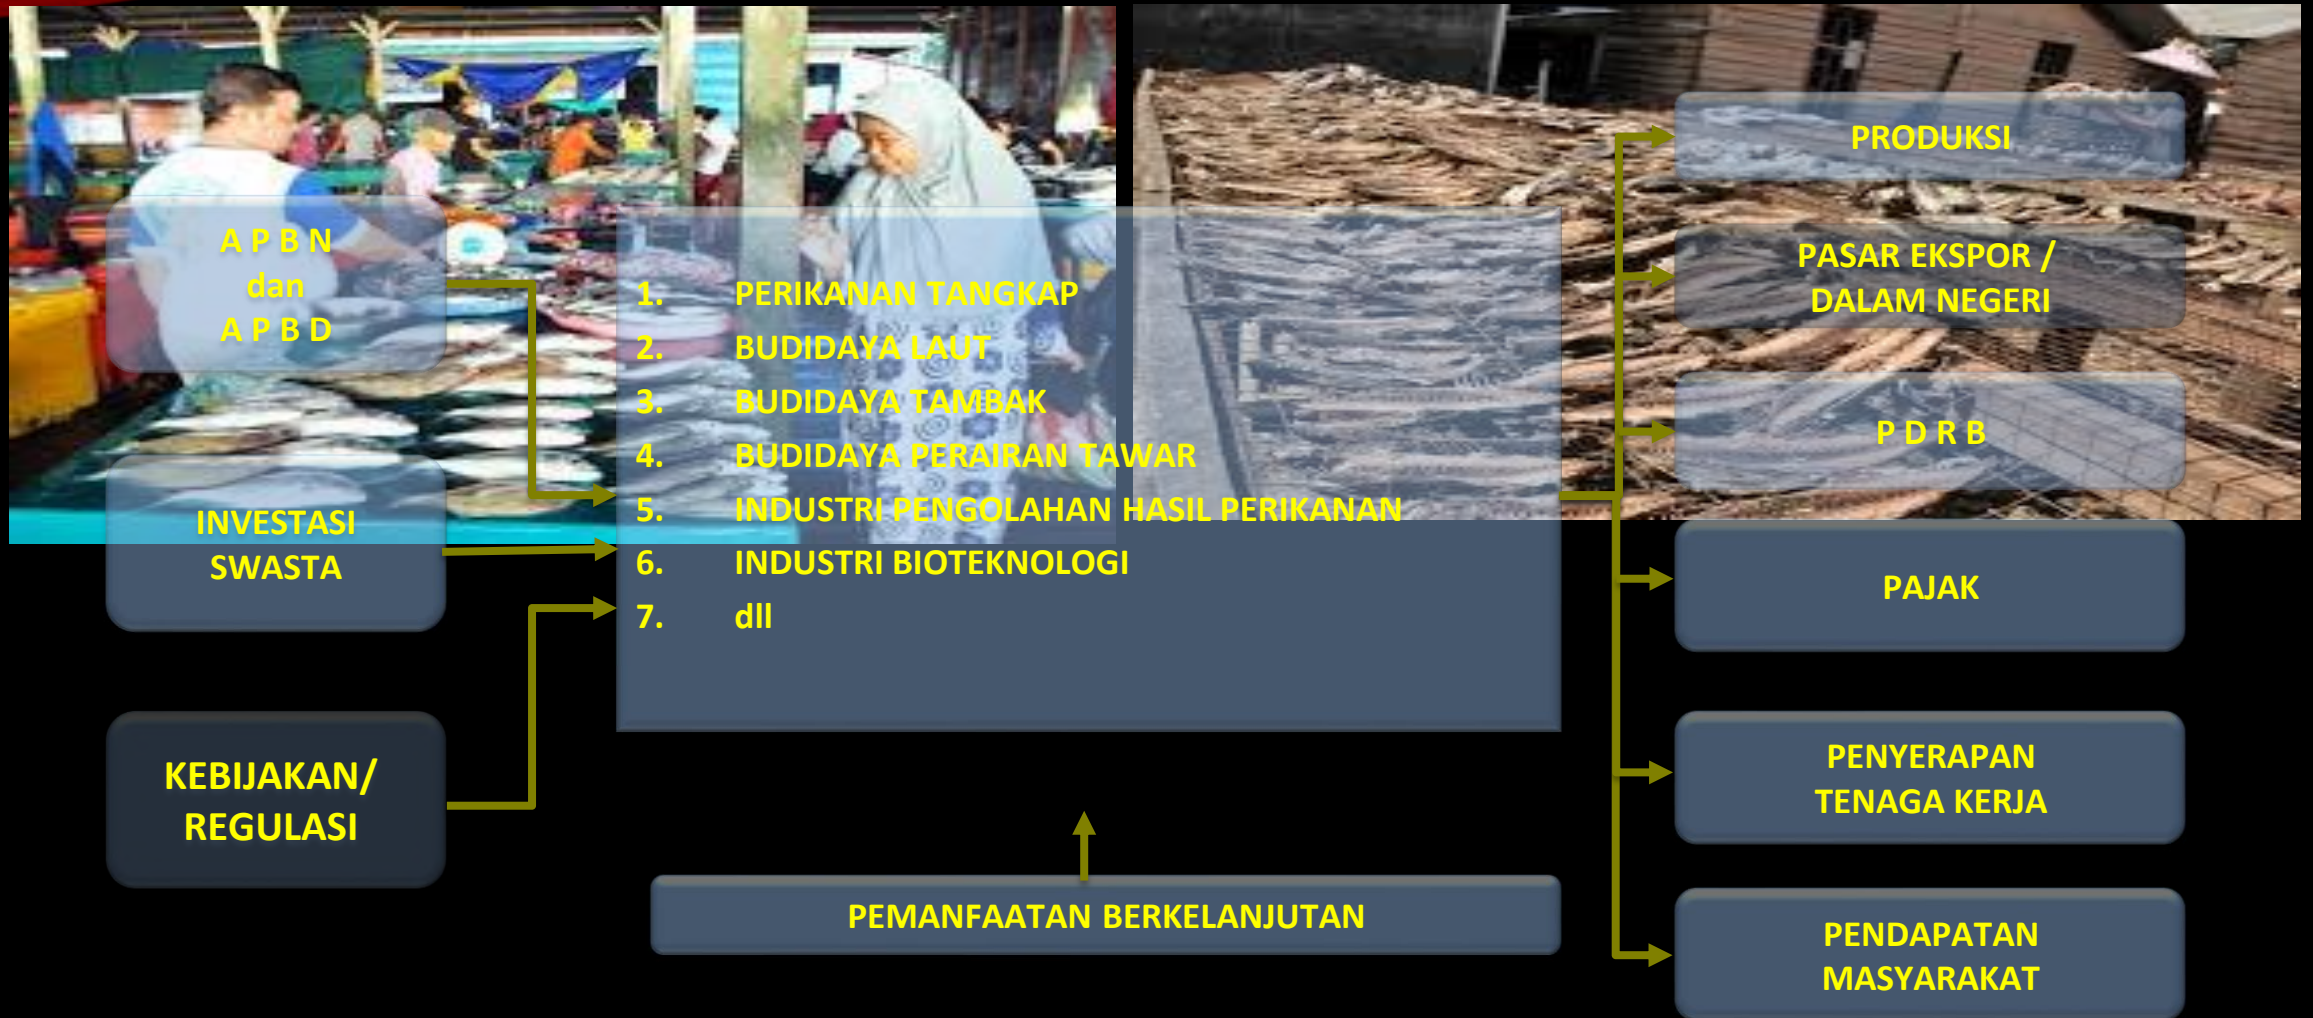 A P B N
dan
A P B D
INVESTASI
SWASTA
KEBIJAKAN/
REGULASI
1. PERIKANAN TANGKAP
2. BUDIDAYA LAUT
3. BUDIDAYA TAMBAK
4. BUDIDAYA PERAIRAN TAWAR
5. INDUSTRI PENGOLAHAN HASIL PERIKANAN
6. INDUSTRI BIOTEKNOLOGI
7. dll
PEMANFAATAN BERKELANJUTAN
PRODUKSI
PASAR EKSPOR /
DALAM NEGERI
P D R B
PAJAK
PENYERAPAN
TENAGA KERJA
PENDAPATAN
MASYARAKAT